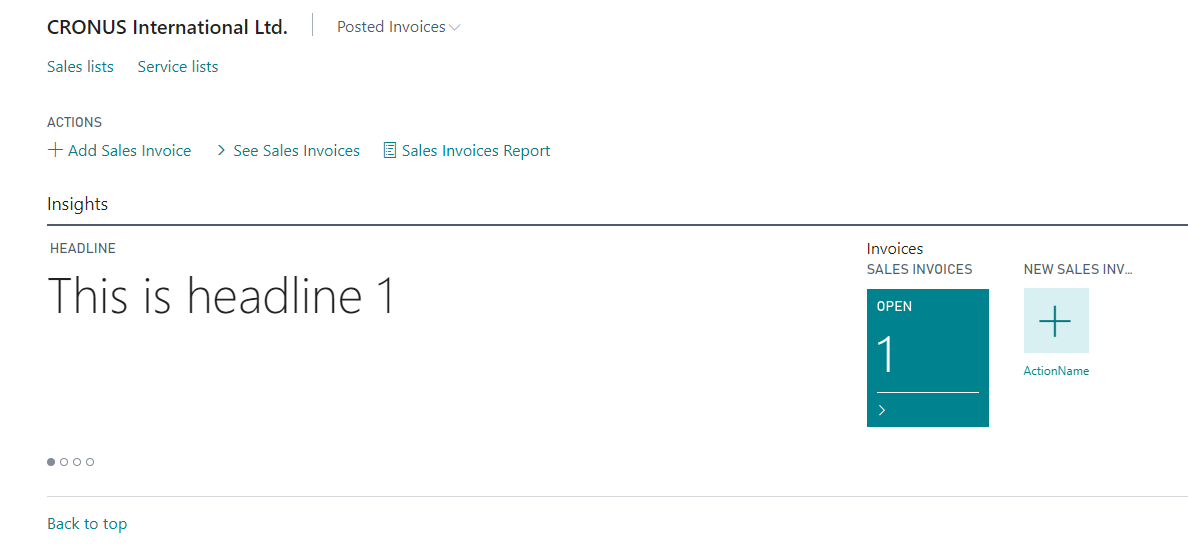 CRONUS International Ltd. Posted Invoices
Sales lists Service lists
ACTIONS
Add Sales Invoice See Sales Invoices Sales Invoices Report
Insights
HEADLINE
This is headline 1
Invoices
SALES INVOICES NEW SALES INV...
OPEN
1
ActionName
Back to top